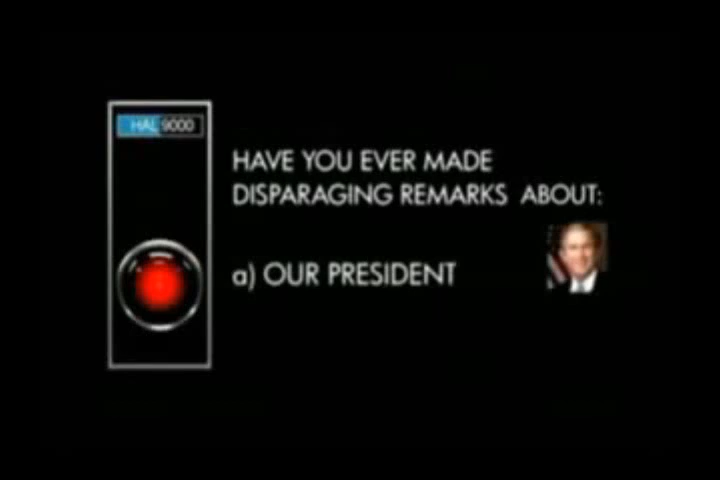 HAL 9000
HAVE YOU EVER MADE
DISPARAGING REMARKS ABOUT:
a) OUR PRESIDENT